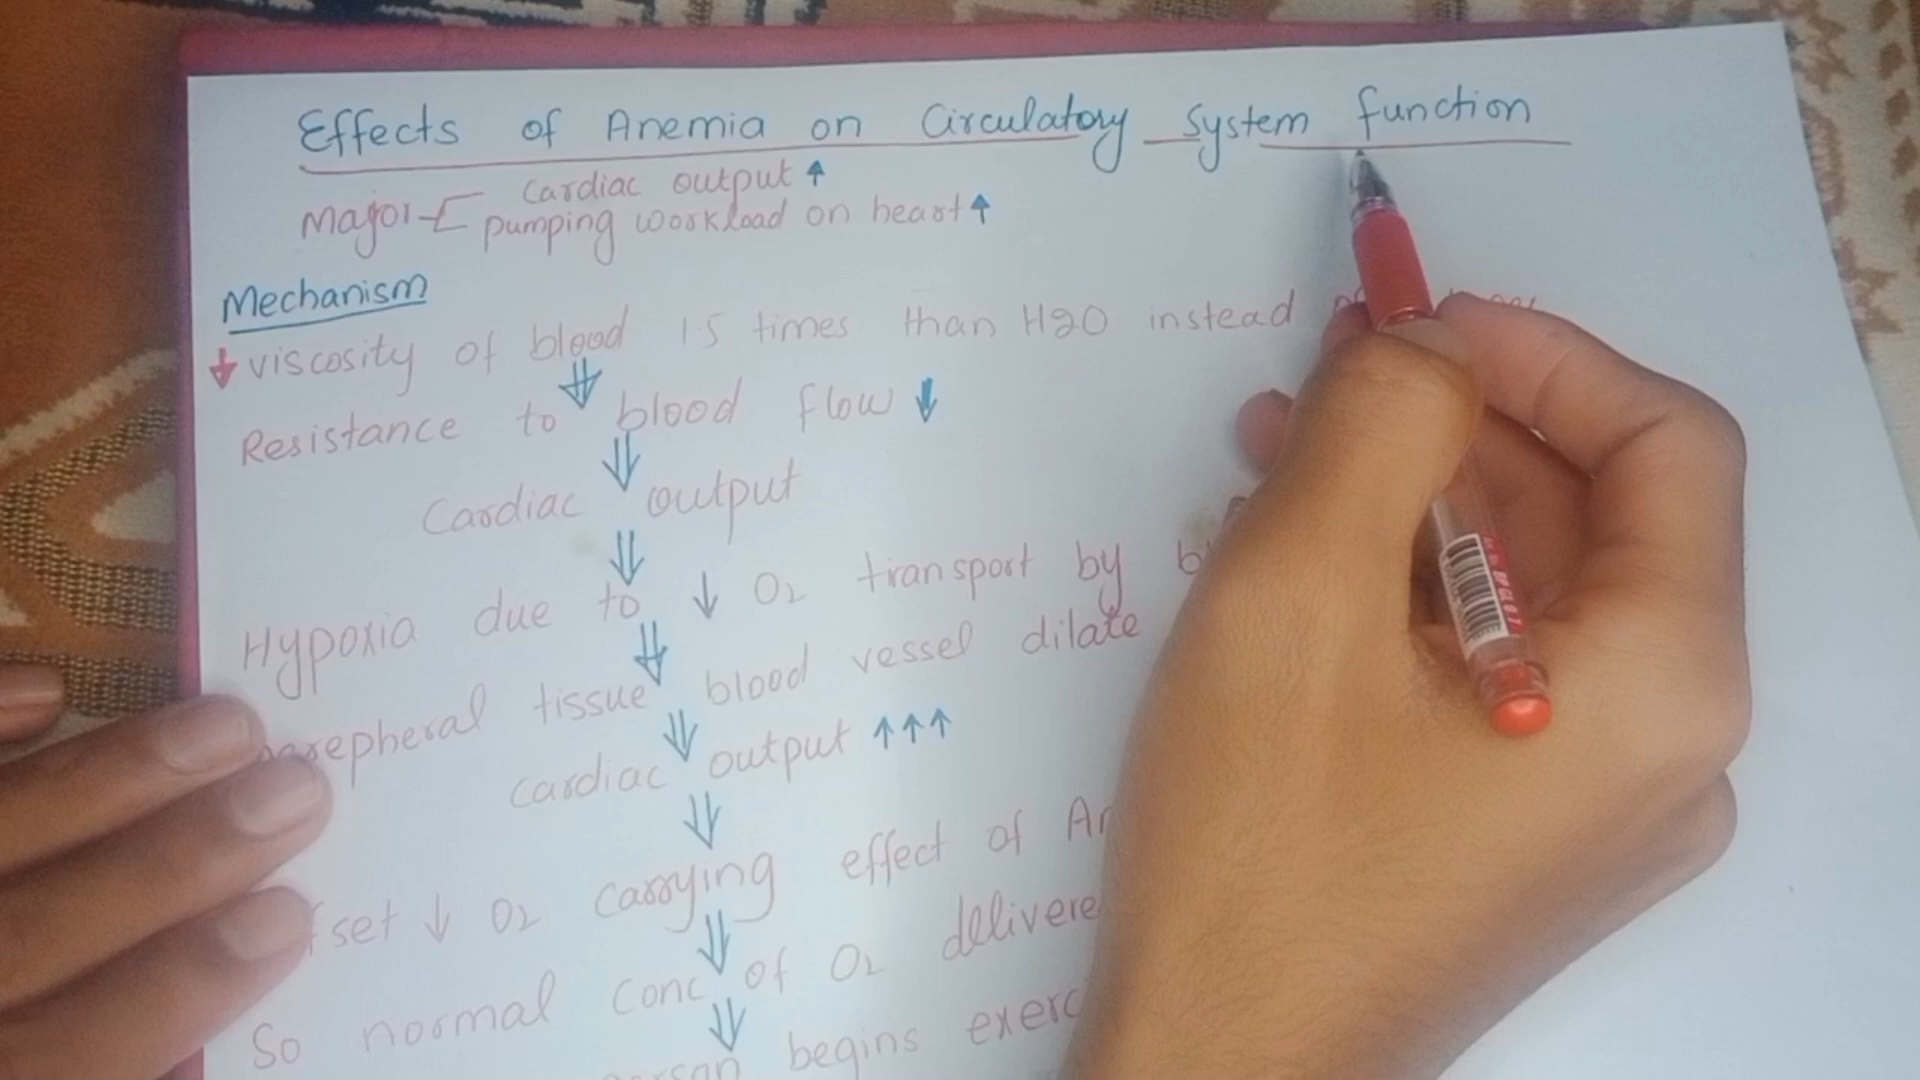 Effects of Anemia on Circulatory System function
Major cardiac output ↑
pumping workload on heart ↑
Mechanism
↓ viscosity of blood 1.5 times than H2O instead
Resistance to blood flow ↓
Cardiac output
Hypoxia due to ↓ O2 transport by
tissue blood vessel dilate
cardiac output ↑↑↑
set ↓ O2 carrying effect of
So normal conc of O2
begins